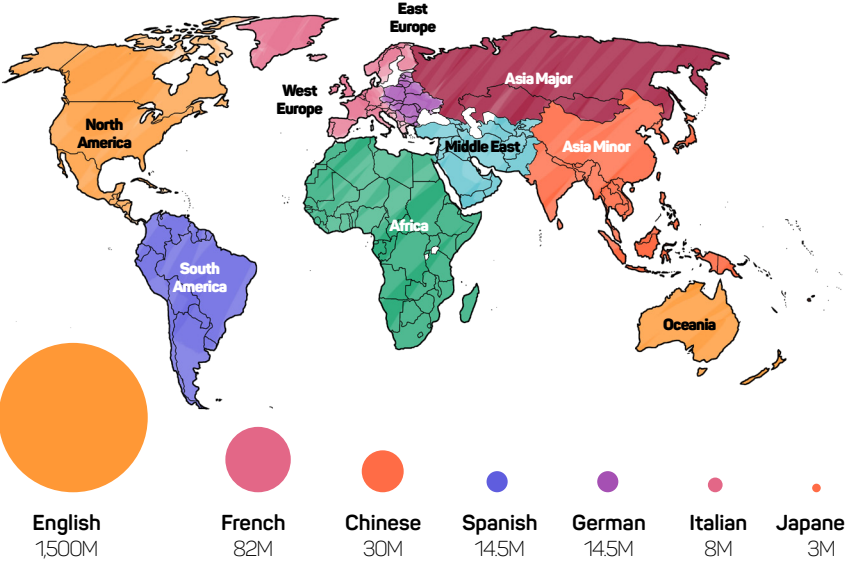 East
Europe
Asia Major
West
Europe
North
America
Middle East
Asia Minor
Africa
South
America
Oceania
English
French
Chinese
Spanish
German
Italian
Japane
1,500M
82M
30M
14.5M
14.5M
8M
3M